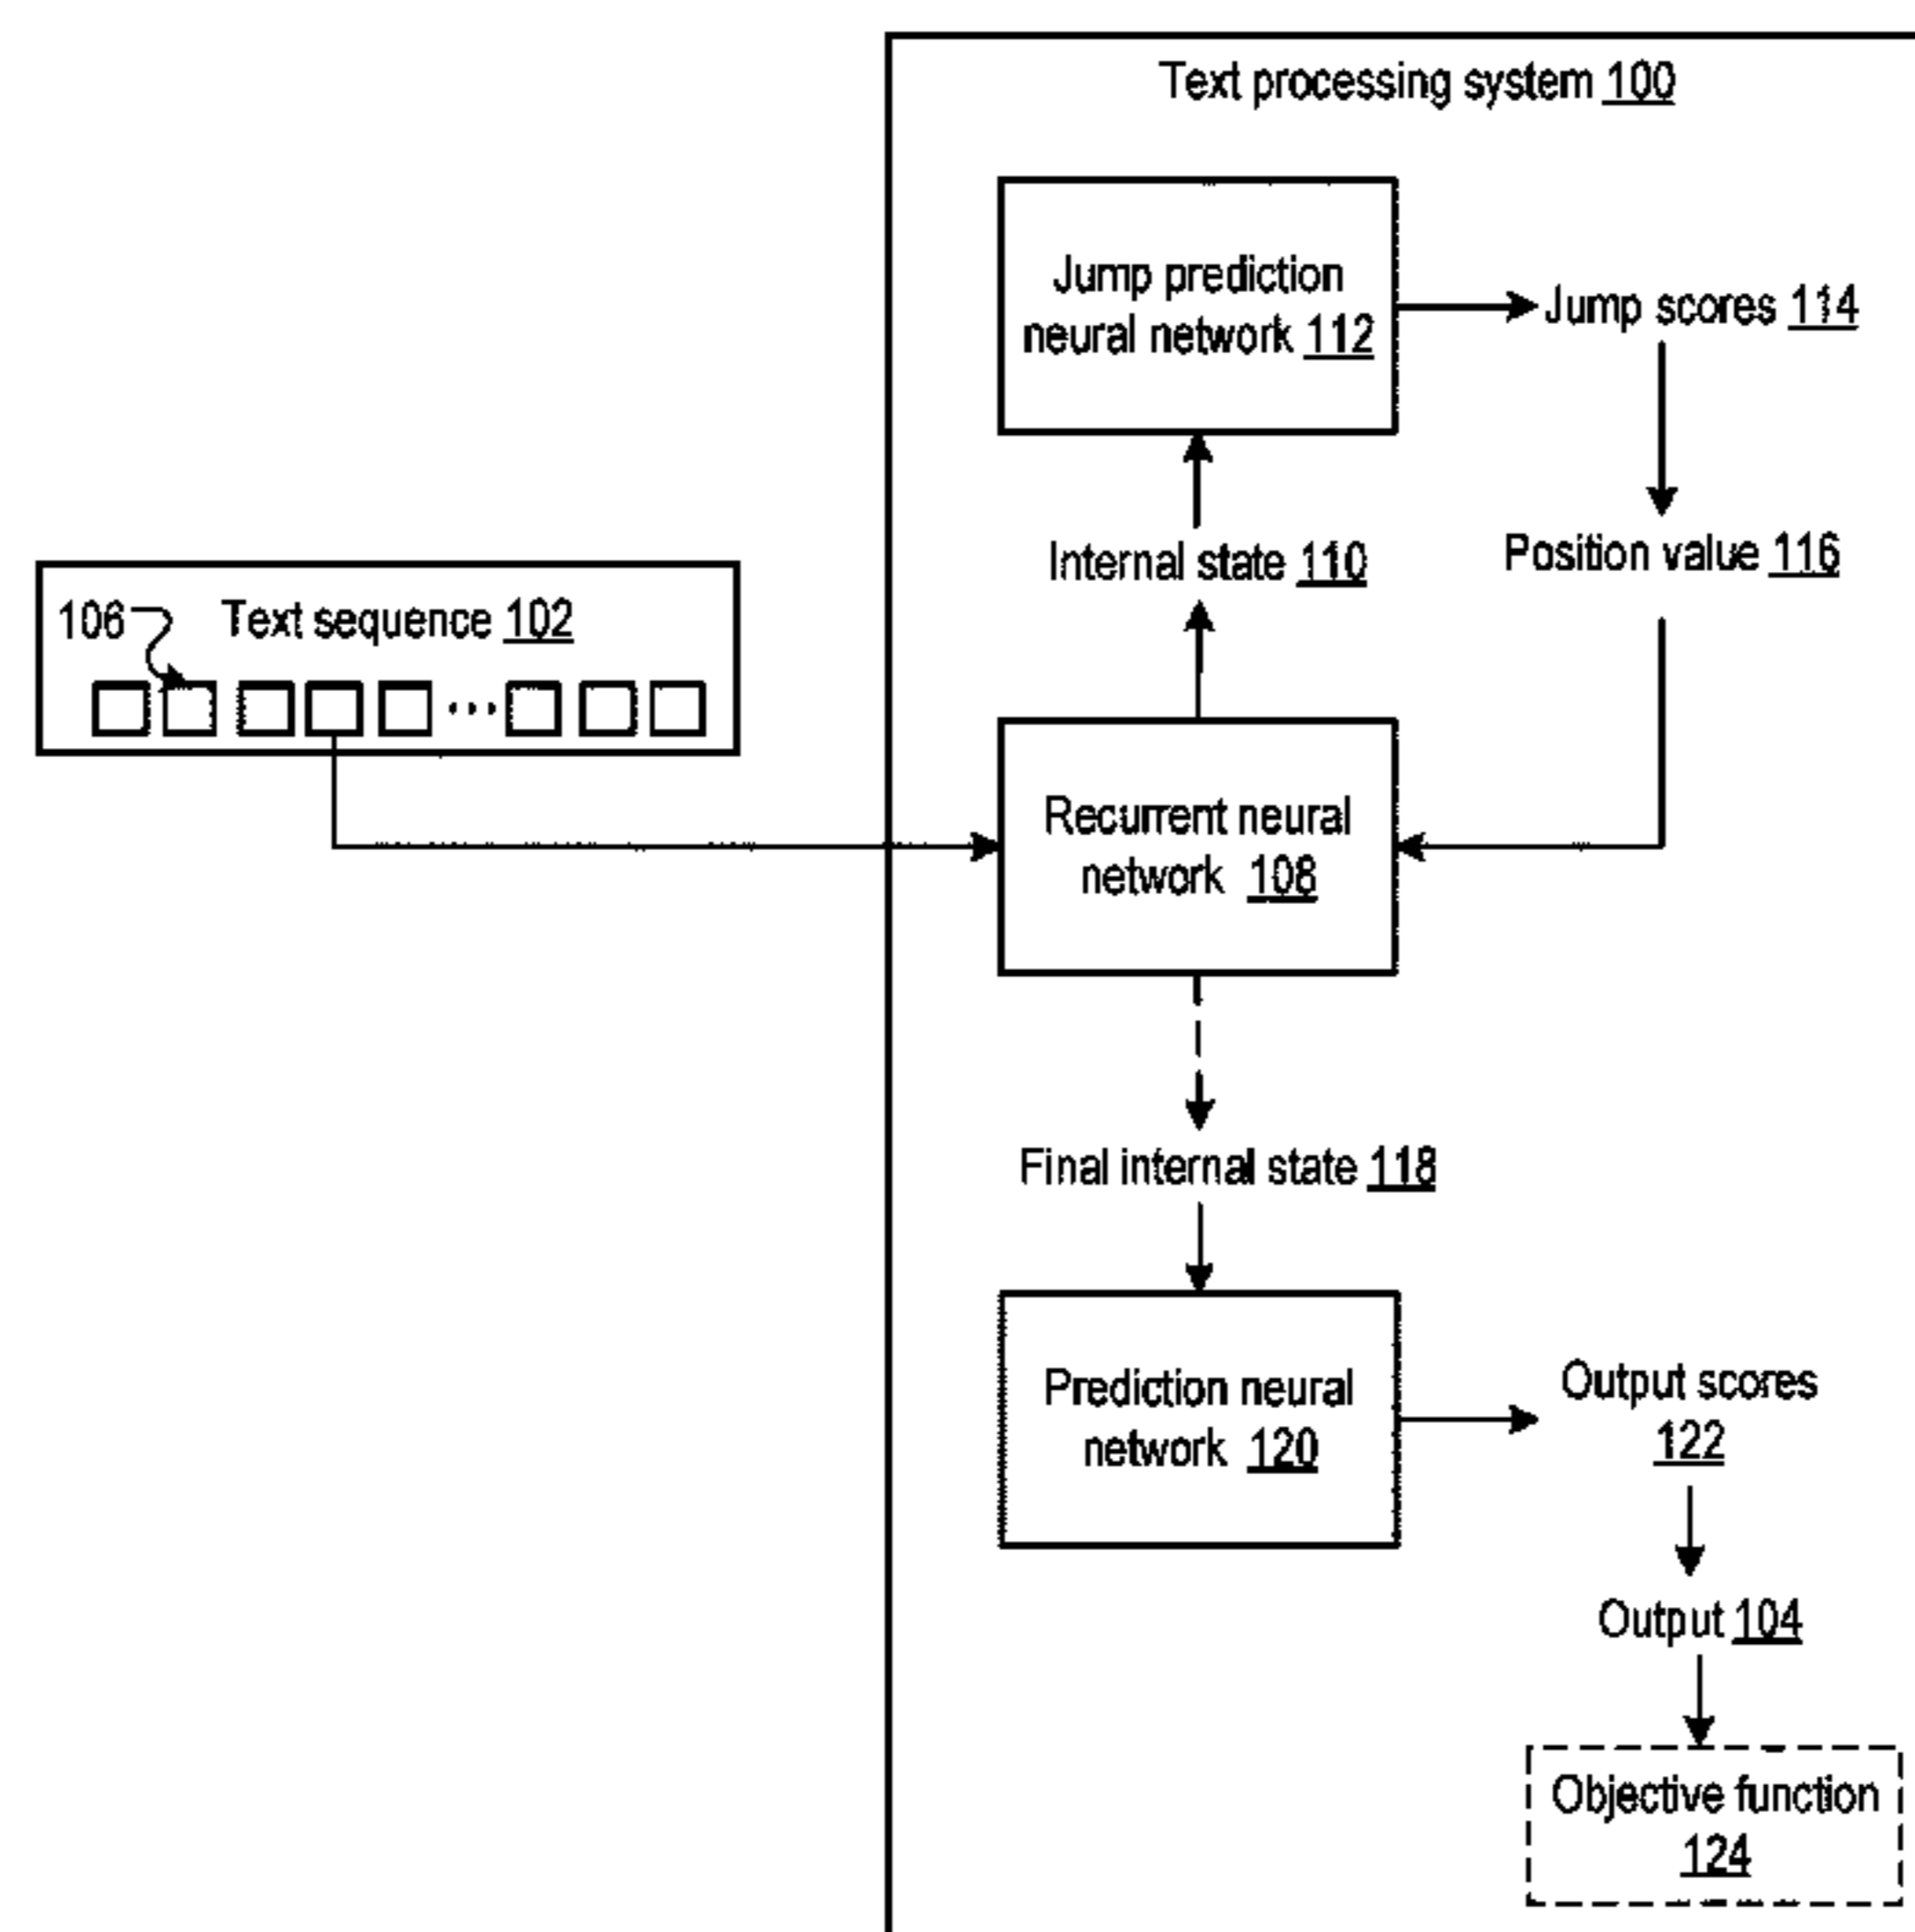 Text processing system 100
Jump prediction
neural network 112
Jump scores 114
Internal state 110
Position value 116
106
Text sequence 102
Recurrent neural
network 108
Final internal state 118
Prediction neural
network 120
Output scores
122
Output 104
Objective function
124